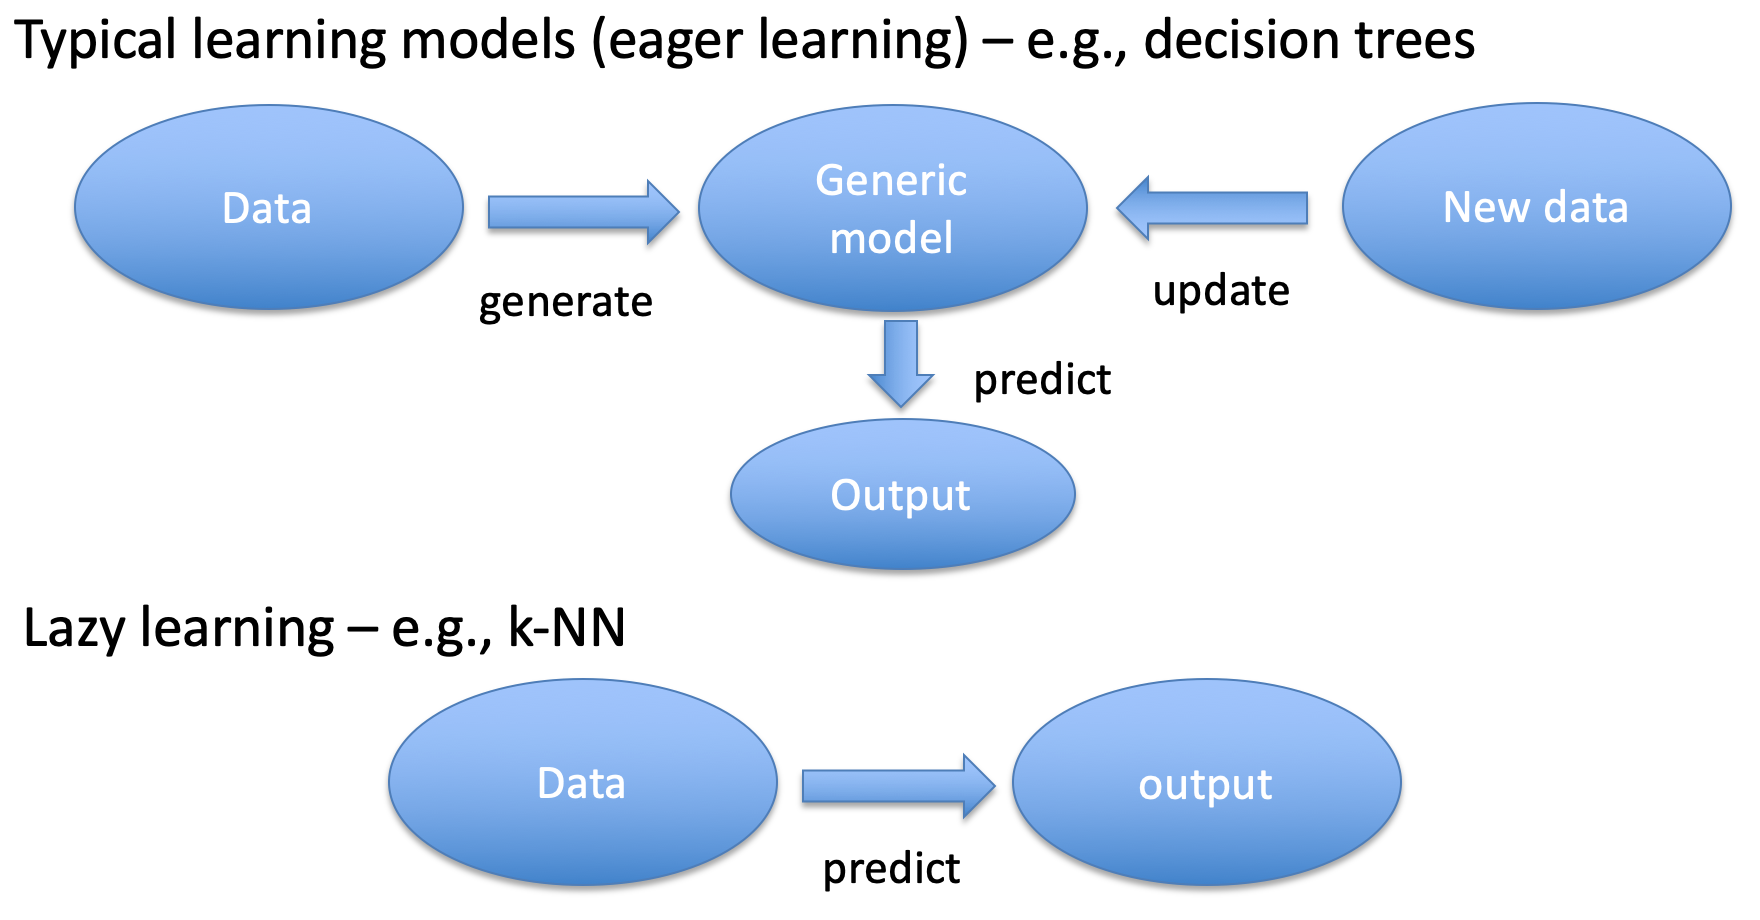 Typical learning models (eager learning) – e.g., decision trees
Data
generate
Generic
model
update
New data
predict
Output
Lazy learning – e.g., k-NN
Data
predict
output